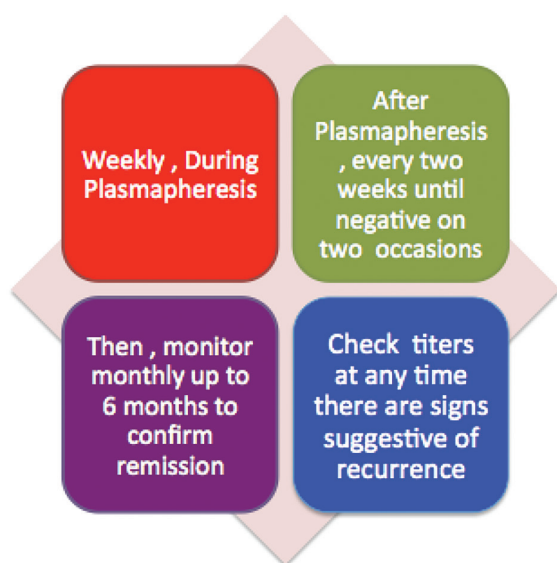 Weekly , During
Plasmapheresis
After
Plasmapheresis
, every two
weeks until
negative on
two occasions
Then , monitor
monthly up to
6 months to
confirm
remission
Check titers
at any time
there are signs
suggestive of
recurrence